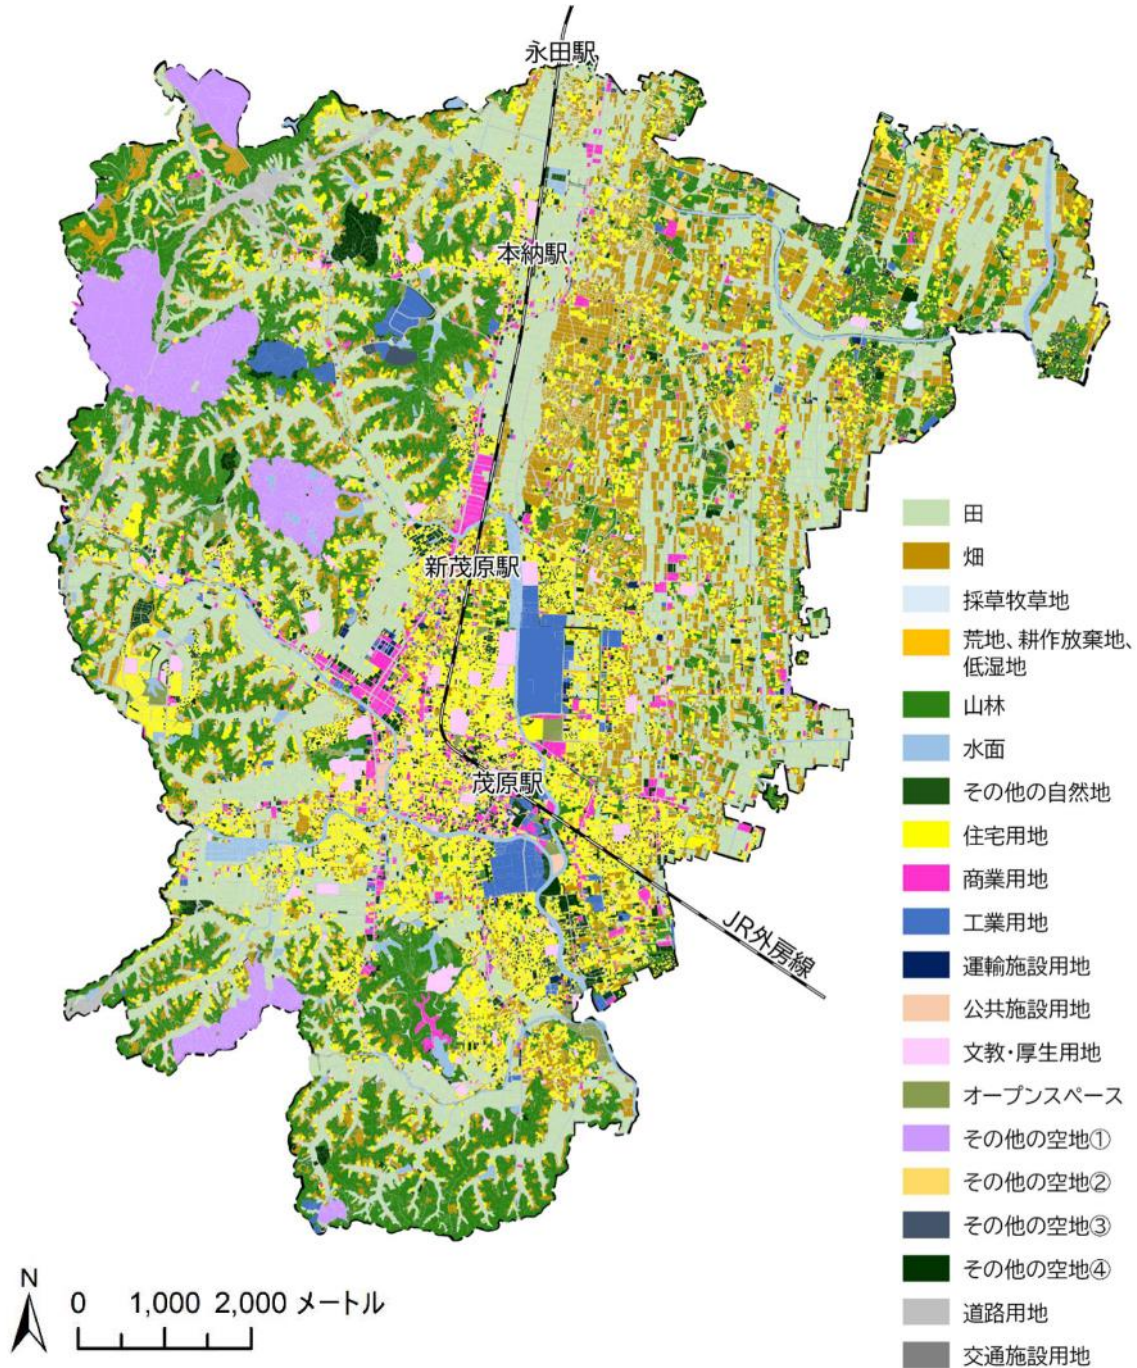 永田駅
本納駅
新茂原駅
茂原駅
JR外房線
田
畑
採草牧草地
荒地、耕作放棄地、
低湿地
山林
水面
その他の自然地
住宅用地
商業用地
工業用地
運輸施設用地
公共施設用地
文教・厚生用地
オープンスペース
その他の空地①
その他の空地②
その他の空地③
その他の空地④
道路用地
交通施設用地
N
0 1,000 2,000 メートル